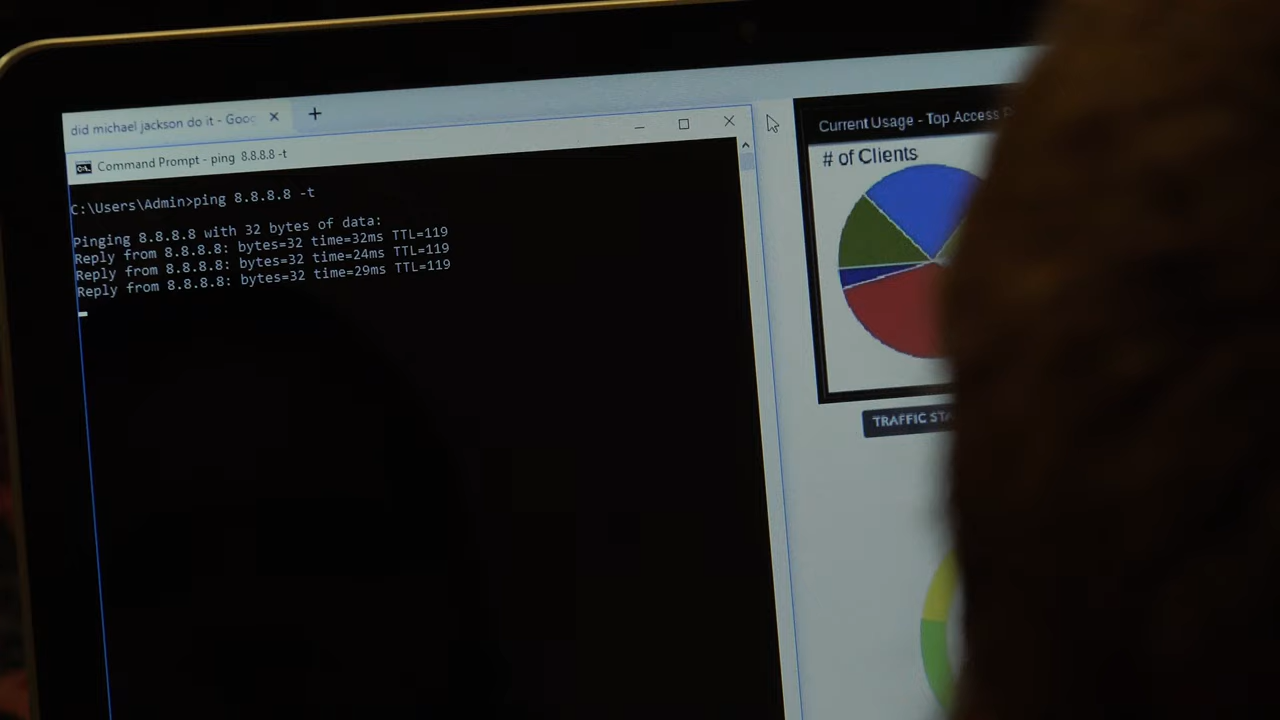 did michael jackson do it - Goo
Command Prompt - ping 8.8.8.8 -t
C:\Users\Admin>ping 8.8.8.8 -t
Pinging 8.8.8.8 with 32 bytes of data:
Reply from 8.8.8.8: bytes=32 time=32ms TTL=119
Reply from 8.8.8.8: bytes=32 time=24ms TTL=119
Reply from 8.8.8.8: bytes=32 time=29ms TTL=119
Current Usage - Top Access
# of Clients
TRAFFIC STA